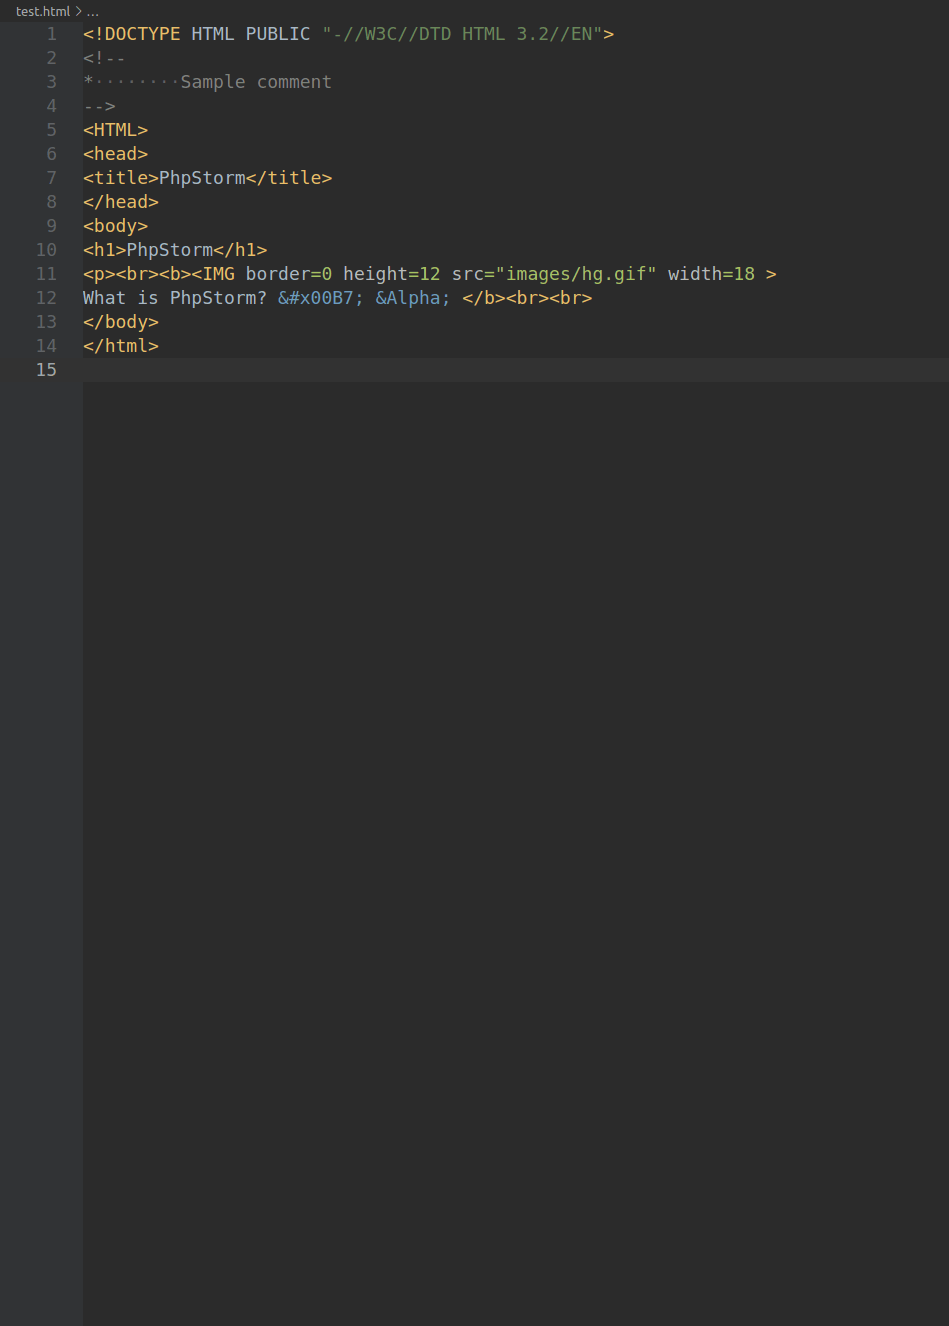 test.html > ...
1 <!DOCTYPE HTML PUBLIC "-//W3C//DTD HTML 3.2//EN">
2 <!--
3 *········Sample comment
4 -->
5 <HTML>
6 <head>
7 <title>PhpStorm</title>
8 </head>
9 <body>
10 <h1>PhpStorm</h1>
11 <p><br><b><IMG border=0 height=12 src="images/hg.gif" width=18 >
12 What is PhpStorm? &#x00B7; &Alpha; </b><br><br>
13 </body>
14 </html>
15